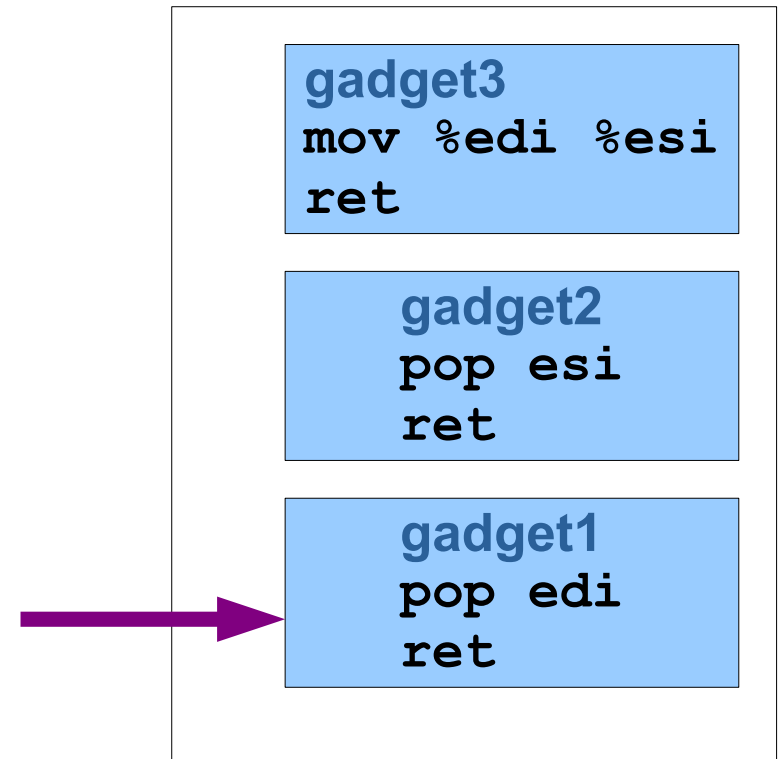 gadget3
mov %edi %esi
ret
gadget2
pop esi
ret
gadget1
pop edi
ret